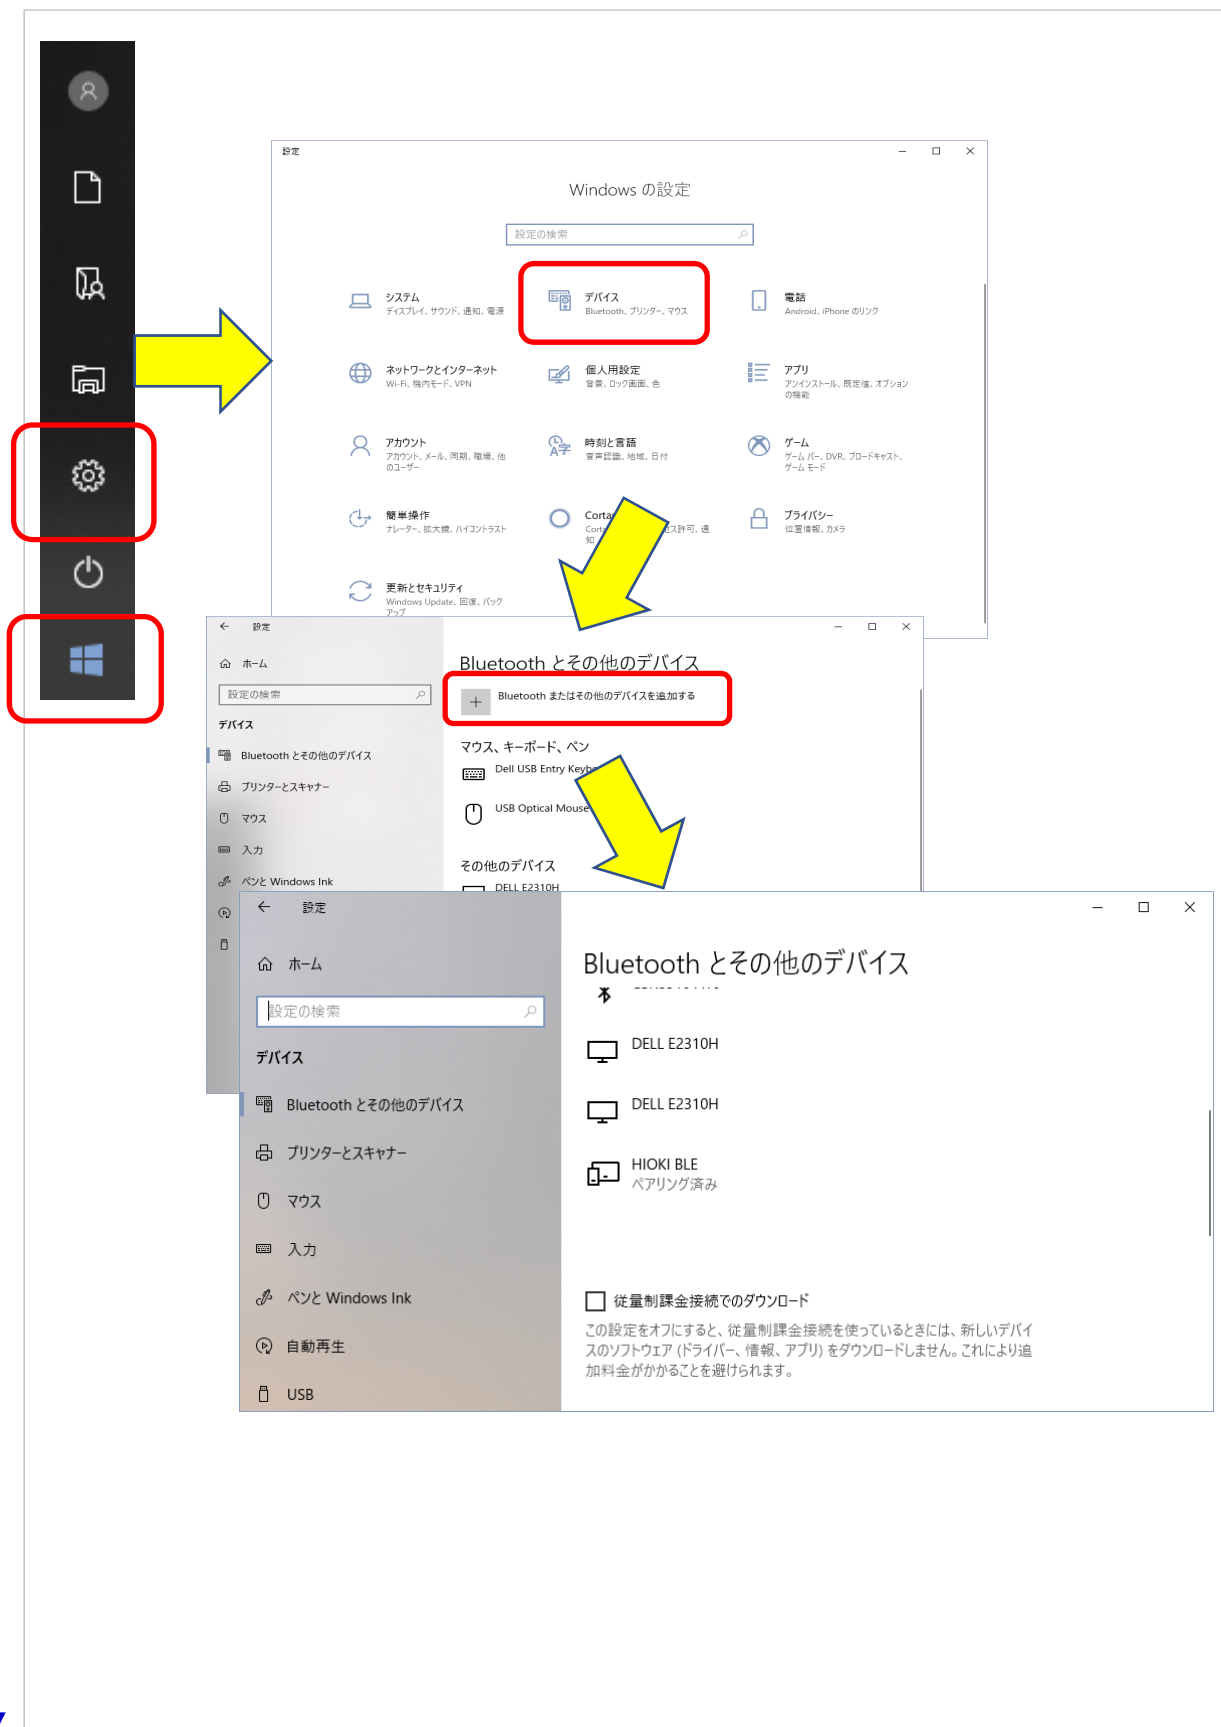 設定
Windows の設定
設定の検索
システム
ディスプレイ、サウンド、通知、電源
デバイス
Bluetooth、プリンター、マウス
電話
Android、iPhone のリンク
ネットワークとインターネット
Wi-Fi、機内モード、VPN
個人用設定
背景、ロック画面、色
アプリ
アンインストール、既定値、オプション
の機能
アカウント
アカウント、メール、同期、職場、他
のユーザー
時刻と言語
音声認識、地域、日付
ゲーム
ゲーム バー、DVR、ブロードキャスト、
ゲーム モード
簡単操作
ナレーター、拡大鏡、ハイコントラスト
プライバシー
位置情報、カメラ
更新とセキュリティ
Windows Update、回復、バック
アップ
設定
ホーム
設定の検索
デバイス
Bluetooth とその他のデバイス
プリンターとスキャナー
マウス
入力
ペンと Windows Ink
Bluetooth とその他のデバイス
Bluetooth またはその他のデバイスを追加する
マウス、キーボード、ペン
Dell USB Entry
USB Optical Mouse
その他のデバイス
DELL E2310H
設定
ホーム
設定の検索
デバイス
Bluetooth とその他のデバイス
プリンターとスキャナー
マウス
入力
ペンと Windows Ink
自動再生
USB
Bluetooth とその他のデバイス
DELL E2310H
DELL E2310H
HIOKI BLE
ペアリング済み
従量制課金接続でのダウンロード
この設定をオフにすると、従量制課金接続を使っているときには、新しいデバイ
スのソフトウェア (ドライバー、情報、アプリ) をダウンロードしません。これにより追
加料金がかかることを避けられます。